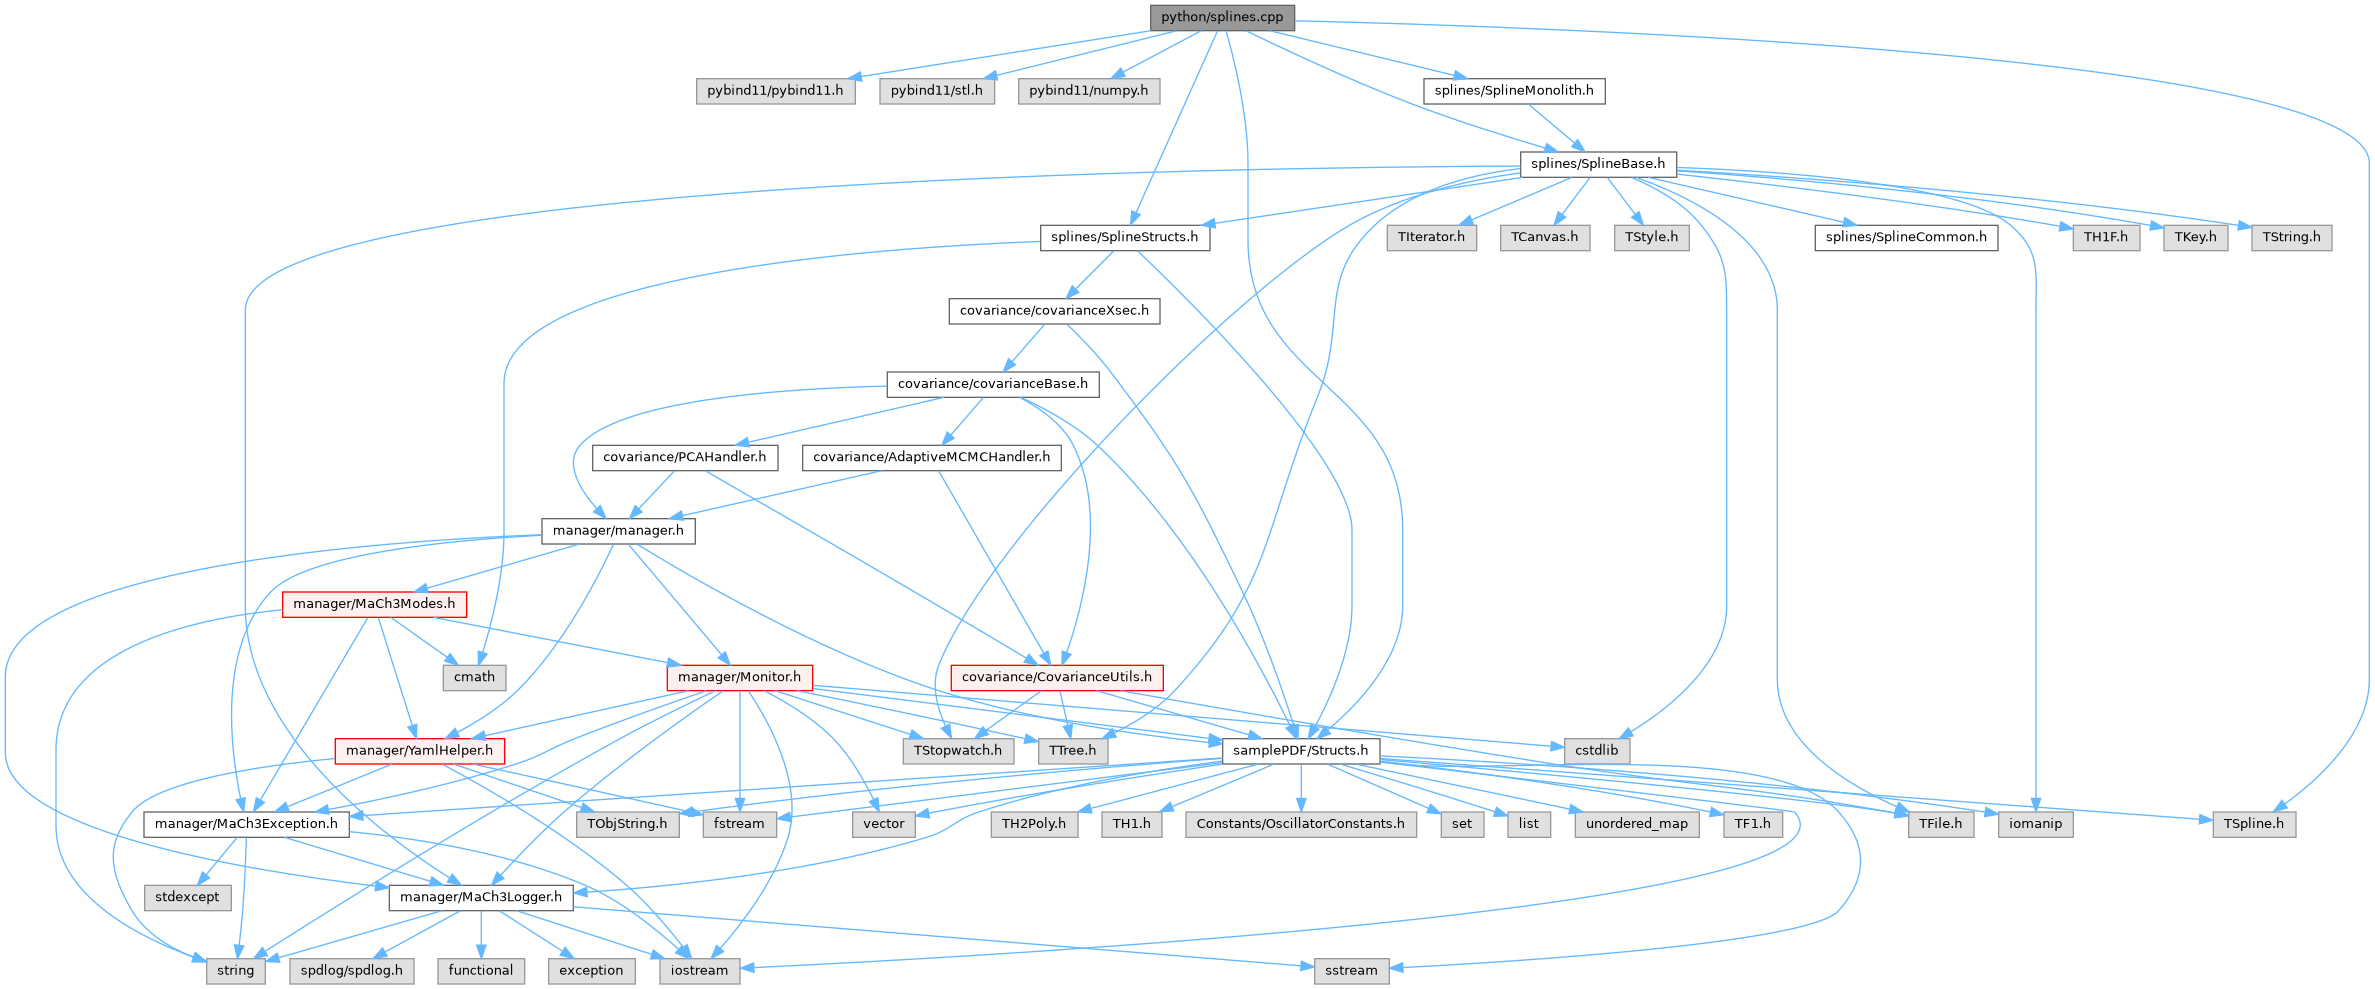 python/splines.cpp
pybind11/pybind11.h
pybind11/stl.h
pybind11/numpy.h
splines/SplineMonolith.h
splines/SplineBase.h
splines/SplineStructs.h
TIterator.h
TCanvas.h
TStyle.h
splines/SplineCommon.h
TH1F.h
TKey.h
TString.h
covariance/covarianceXsec.h
covariance/covarianceBase.h
covariance/PCAHandler.h
covariance/AdaptiveMCMCHandler.h
manager/manager.h
manager/MaCh3Modes.h
cmath
manager/Monitor.h
covariance/CovarianceUtils.h
manager/YamlHelper.h
TStopwatch.h
TTree.h
samplePDF/Structs.h
cstdlib
manager/MaCh3Exception.h
TObjString.h
fstream
vector
TH2Poly.h
TH1.h
Constants/OscillatorConstants.h
set
list
unordered_map
TF1.h
TFile.h
iomanip
TSpline.h
stdexcept
manager/MaCh3Logger.h
string
spdlog/spdlog.h
functional
exception
iostream
sstream